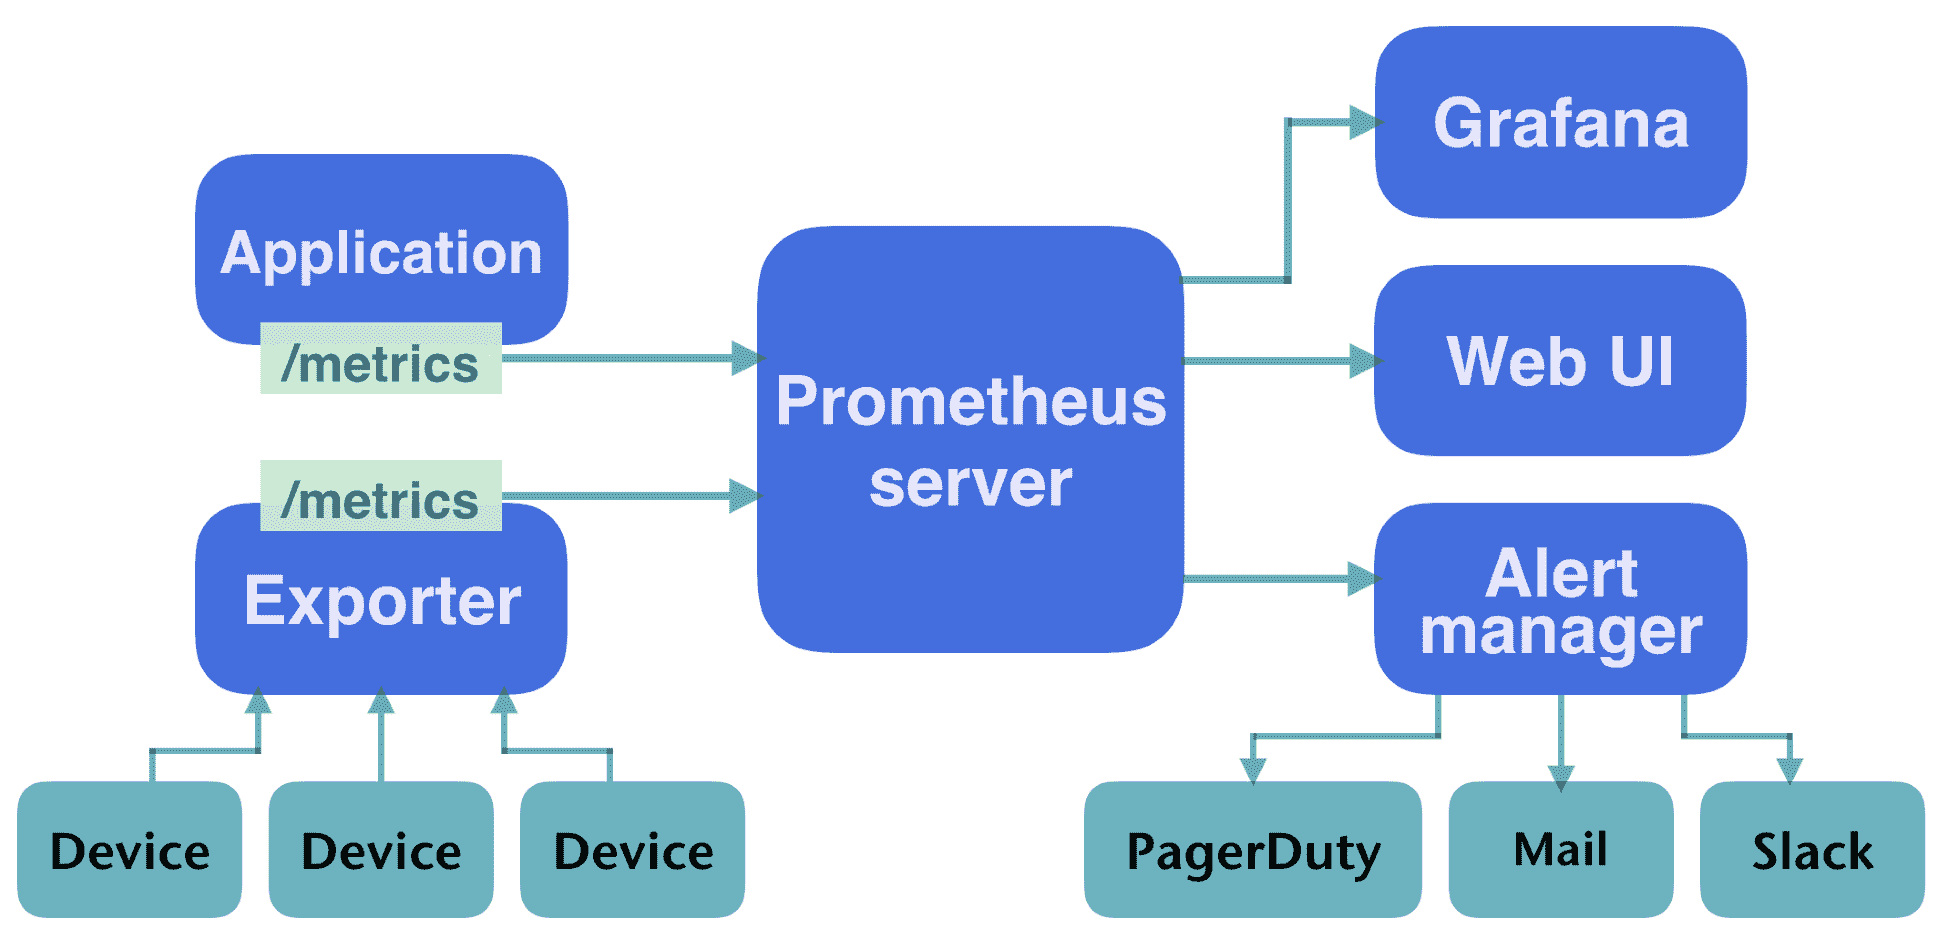 Grafana
Application
/metrics
Prometheus
server
Web UI
/metrics
Exporter
Alert
manager
Device
Device
Device
PagerDuty
Mail
Slack